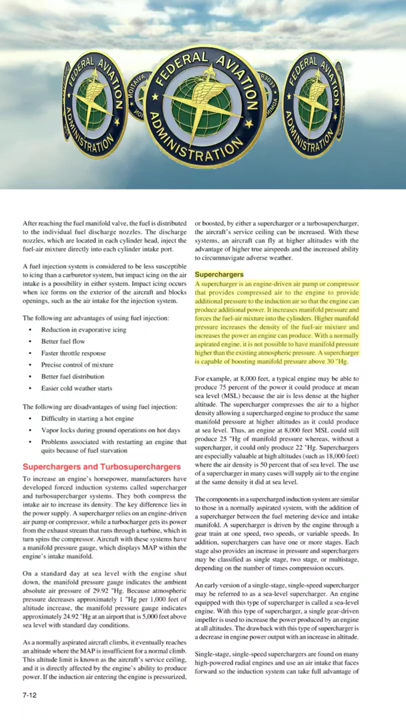 FEDERAL AVIATION
ADMINISTRATION
FEDERAL AVIATION
ADMINISTRATION
FEDERAL AVIATION
ADMINISTRATION
After reaching the fuel manifold valve, the fuel is distributed
to the individual fuel discharge nozzles. The discharge
nozzles, which are located in each cylinder head, inject the
fuel-air mixture directly into each cylinder intake port.
A fuel injection system is considered to be less susceptible
to icing than a carburetor system, but impact icing on the air
intake is a possibility in either system. Impact icing occurs
when ice forms on the exterior of the aircraft and blocks
openings, such as the air intake for the injection system.
The following are advantages of using fuel injection:
• Reduction in evaporative icing
• Better fuel flow
• Faster throttle response
• Precise control of mixture
• Better fuel distribution
• Easier cold weather starts
The following are disadvantages of using fuel injection:
• Difficulty in starting a hot engine
• Vapor locks during ground operations on hot days
• Problems associated with restarting an engine that
quits because of fuel starvation
Superchargers and Turbosuperchargers
To increase an engine's horsepower, manufacturers have
developed forced induction systems called supercharger
and turbosupercharger systems. They both compress the
intake air to increase its density. The key difference lies in
the power supply. A supercharger relies on an engine-driven
air pump or compressor, while a turbocharger gets its power
from the exhaust stream that runs through a turbine, which in
turn spins the compressor. Aircraft with these systems have
a manifold pressure gauge, which displays MAP within the
engine's intake manifold.
On a standard day at sea level with the engine shut
down, the manifold pressure gauge indicates the ambient
absolute air pressure of 29.92 "Hg. Because atmospheric
pressure decreases approximately 1 "Hg per 1,000 feet of
altitude increase, the manifold pressure gauge indicates
approximately 24.92 "Hg at an airport that is 5,000 feet above
sea level with standard day conditions.
As a normally aspirated aircraft climbs, it eventually reaches
an altitude where the MAP is insufficient for a normal climb.
This altitude limit is known as the aircraft's service ceiling,
and it is directly affected by the engine's ability to produce
power. If the induction air entering the engine is pressurized,
or boosted, by either a supercharger or a turbosupercharger,
the aircraft's service ceiling can be increased. With these
systems, an aircraft can fly at higher altitudes with the
advantage of higher true airspeeds and the increased ability
to circumnavigate adverse weather.
Superchargers
A supercharger is an engine-driven air pump or compressor
that provides compressed air to the engine to provide
additional pressure to the induction air so that the engine can
produce additional power. It increases manifold pressure and
forces the fuel-air mixture into the cylinders. Higher manifold
pressure increases the density of the fuel-air mixture and
increases the power an engine can produce. With a normally
aspirated engine, it is not possible to have manifold pressure
higher than the existing atmospheric pressure. A supercharger
is capable of boosting manifold pressure above 30 "Hg.
For example, at 8,000 feet, a typical engine may be able to
produce 75 percent of the power it could produce at mean
sea level (MSL) because the air is less dense at the higher
altitude. The supercharger compresses the air to a higher
density allowing a supercharged engine to produce the same
manifold pressure at higher altitudes as it could produce
at sea level. Thus, an engine at 8,000 feet MSL could still
produce 25 "Hg of manifold pressure whereas, without a
supercharger, it could only produce 22 "Hg. Superchargers
are especially valuable at high altitudes (such as 18,000 feet)
where the air density is 50 percent that of sea level. The use
of a supercharger in many cases will supply air to the engine
at the same density it did at sea level.
The components in a supercharged induction system are similar
to those in a normally aspirated system, with the addition of
a supercharger between the fuel metering device and intake
manifold. A supercharger is driven by the engine through a
gear train at one speed, two speeds, or variable speeds. In
addition, superchargers can have one or more stages. Each
stage also provides an increase in pressure and superchargers
may be classified as single stage, two stage, or multistage,
depending on the number of times compression occurs.
An early version of a single-stage, single-speed supercharger
may be referred to as a sea-level supercharger. An engine
equipped with this type of supercharger is called a sea-level
engine. With this type of supercharger, a single gear-driven
impeller is used to increase the power produced by an engine
at all altitudes. The drawback with this type of supercharger is
a decrease in engine power output with an increase in altitude.
Single-stage, single-speed superchargers are found on many
high-powered radial engines and use an air intake that faces
forward so the induction system can take full advantage of
7-12